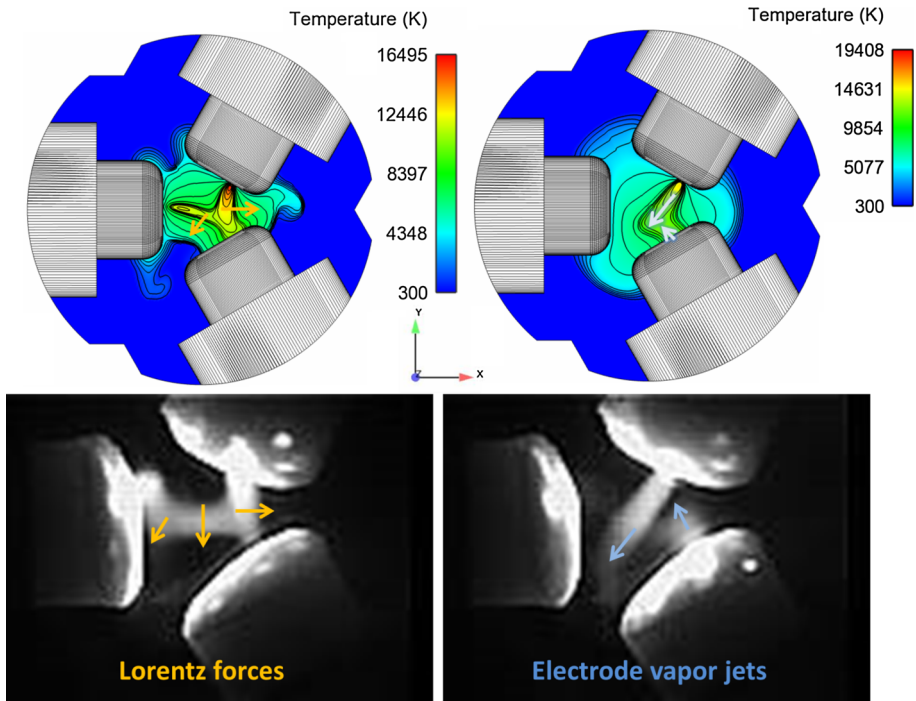 Temperature (K)
16495
12446
8397
4348
300
Temperature (K)
19408
14631
9854
5077
300
Y
Z
X
Lorentz forces
Electrode vapor jets